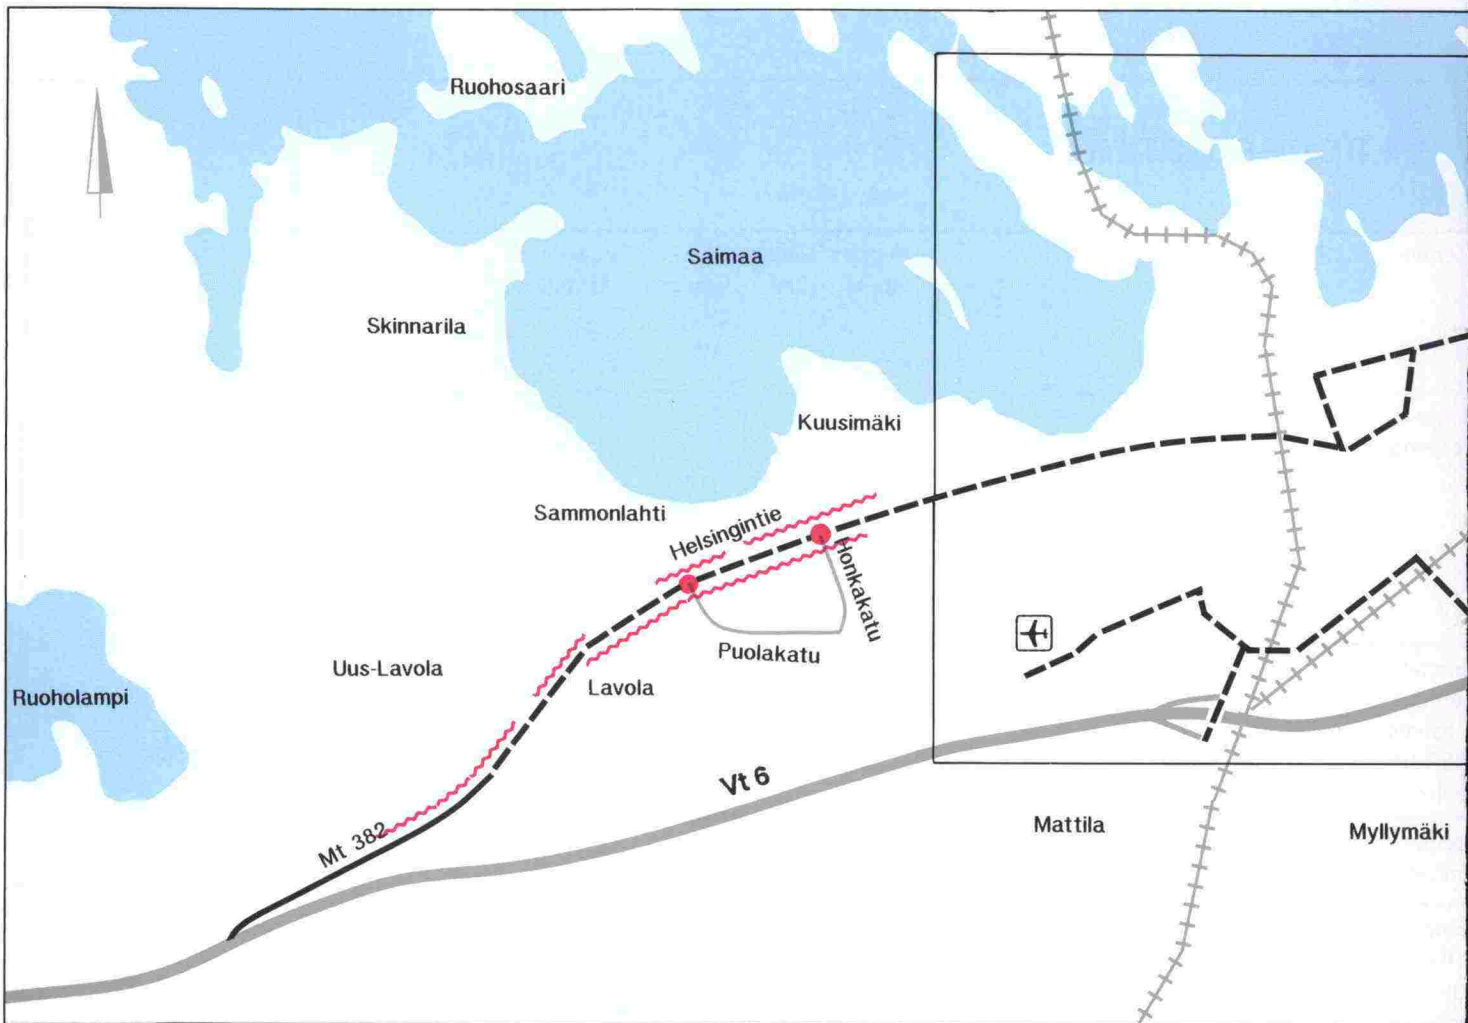 Ruohosaari
Saimaa
Skinnarila
Kuusimäki
Sammonlahti
Helsingintie
Honkakatu
Puolakatu
Uus-Lavola
Lavola
Ruoholampi
Vt 6
Mt 382
Mattila
Myllymäki